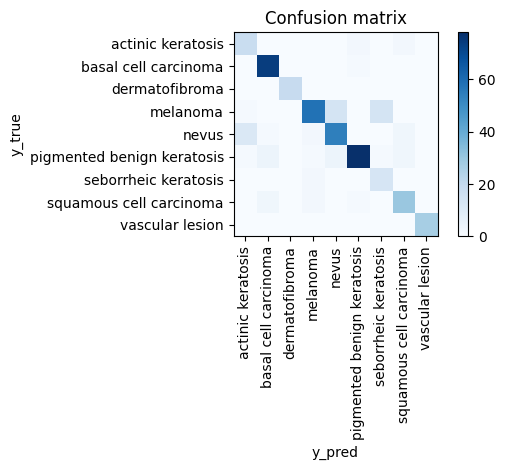 Confusion matrix
y_true
actinic keratosis
basal cell carcinoma
dermatofibroma
melanoma
nevus
pigmented benign keratosis
seborrheic keratosis
squamous cell carcinoma
vascular lesion
actinic keratosis
basal cell carcinoma
dermatofibroma
melanoma
nevus
pigmented benign keratosis
seborrheic keratosis
squamous cell carcinoma
vascular lesion
y_pred
60
40
20
0